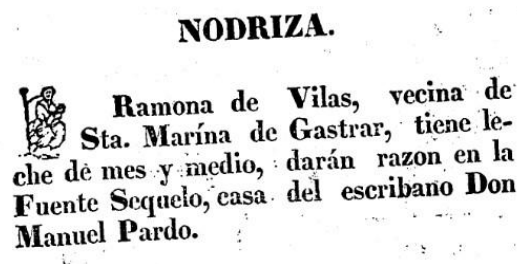 NODRIZA.
Ramona de Vilas, vecina de
Sta. Marína de Gastrar, tiene le-
che de mes y medio, darán razon en la
Fuente Sequelo, casa del escribano Don
Manuel Pardo.